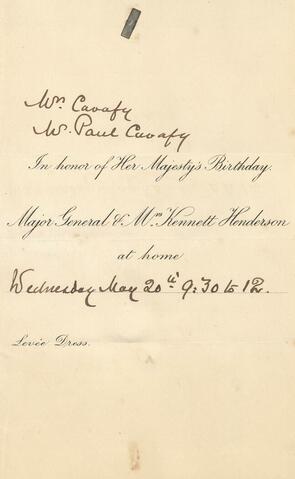 Mr. Cavafy
Mr. Paul Cavafy
In honor of Her Majesty's Birthday.
Major General & Mrs Kennett Henderson
at home
Wednesday May 20th 9.30 to 12.
Levée Dress.